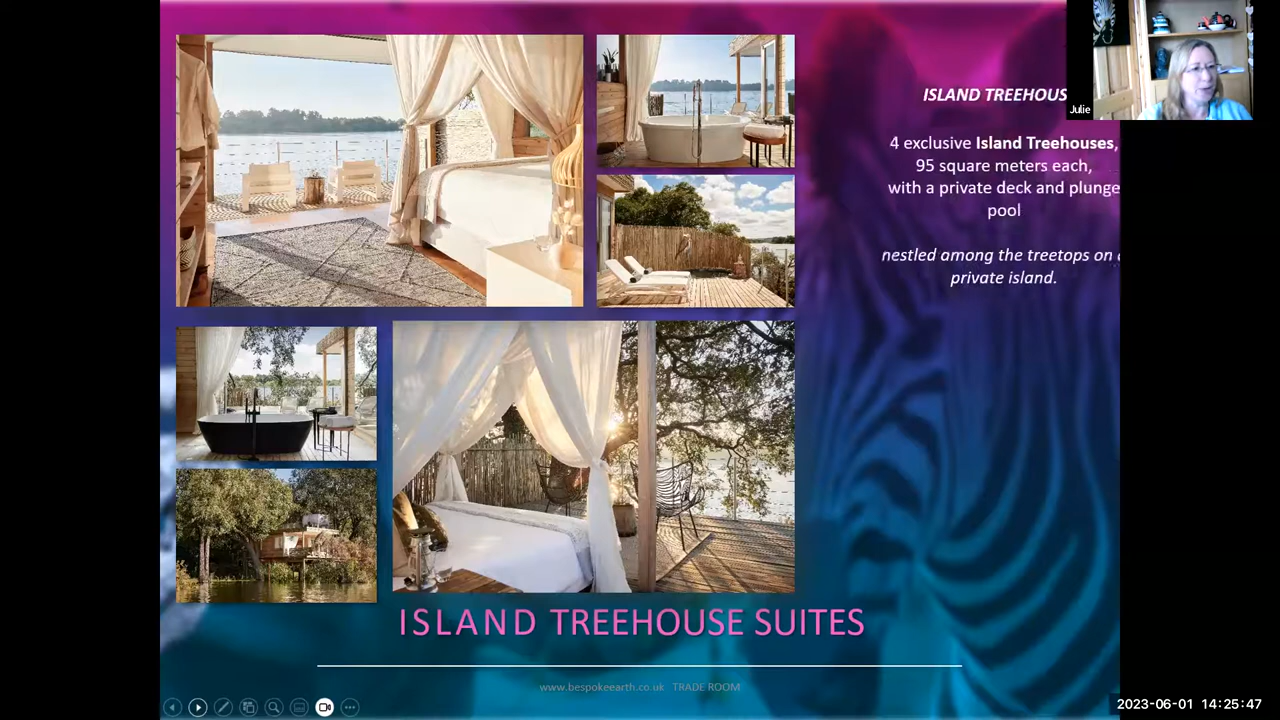 ISLAND TREEHOUS
Julie
4 exclusive Island Treehouses,
95 square meters each,
with a private deck and plunge
pool
nestled among the treetops on
private island.
ISLAND TREEHOUSE SUITES
www.bespokeearth.co.uk TRADE ROOM
2023-06-01 14:25:47